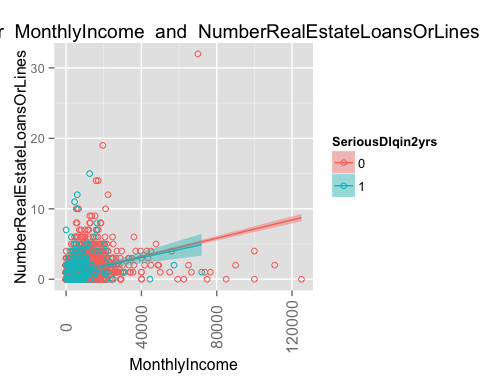 r MonthlyIncome and NumberRealEstateLoansOrLines
NumberRealEstateLoansOrLines
30
20
10
0
0
40000
80000
120000
MonthlyIncome
SeriousDlqin2yrs
0
1